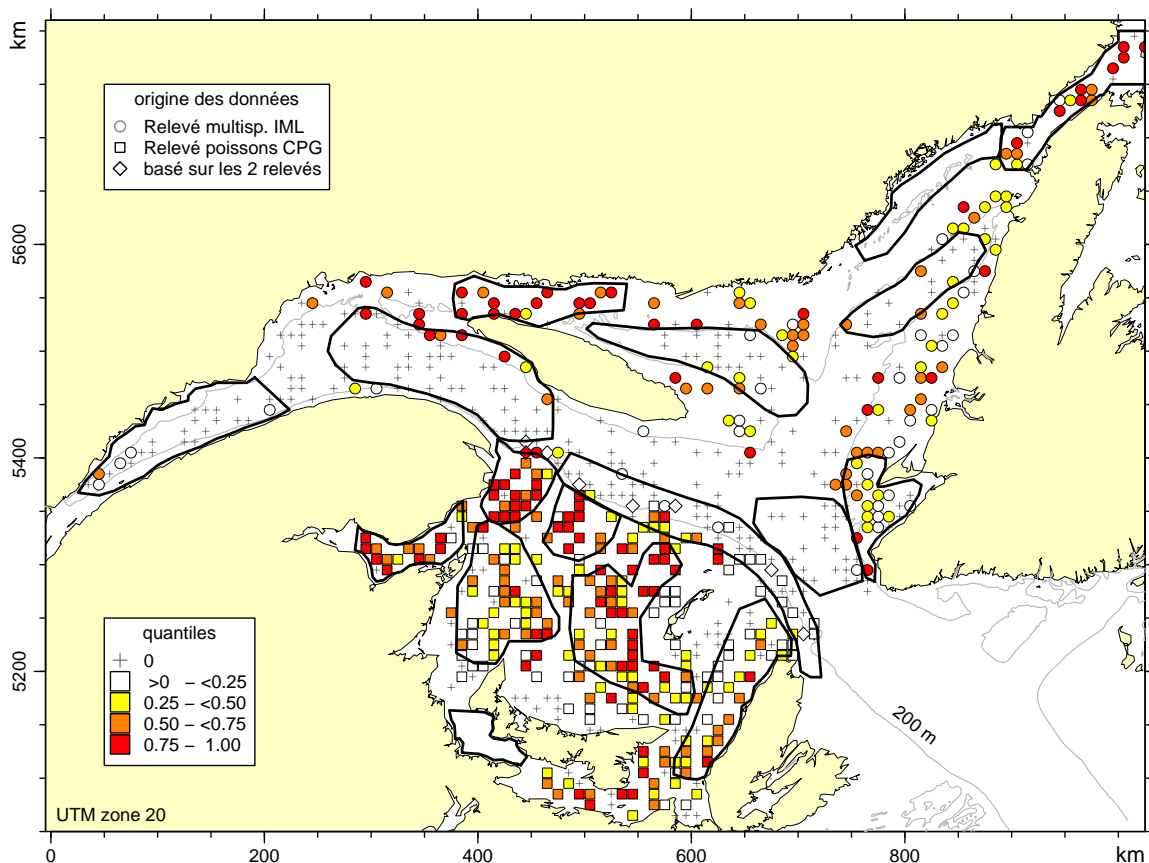 km
5600
5400
5200
origine des données
Relevé multisp. IML
Relevé poissons CPG
basé sur les 2 relevés
quantiles
0
>0 – <0.25
0.25 – <0.50
0.50 – <0.75
0.75 – 1.00
200 m
UTM zone 20
0 200 400 600 800 km